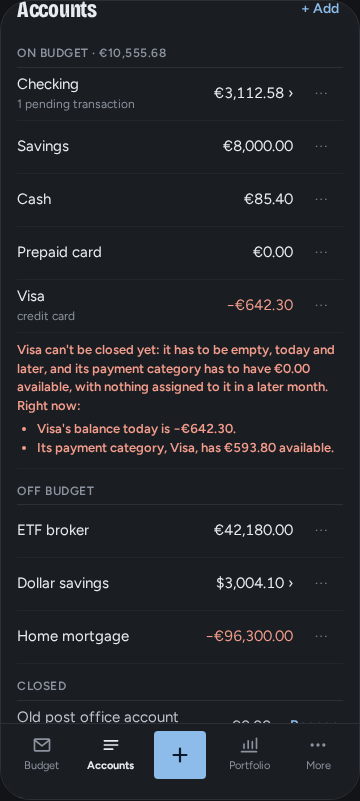 Accounts
+ Add
ON BUDGET · €10,555.68
Checking
€3,112.58 ›
1 pending transaction
Savings
€8,000.00
Cash
€85.40
Prepaid card
€0.00
Visa
−€642.30
credit card
Visa can't be closed yet: it has to be empty, today and
later, and its payment category has to have €0.00
available, with nothing assigned to it in a later month.
Right now:
• Visa's balance today is −€642.30.
• Its payment category, Visa, has €593.80 available.
OFF BUDGET
ETF broker
€42,180.00
Dollar savings
$3,004.10 ›
Home mortgage
−€96,300.00
CLOSED
Old post office account
Budget
Accounts
+
Portfolio
More